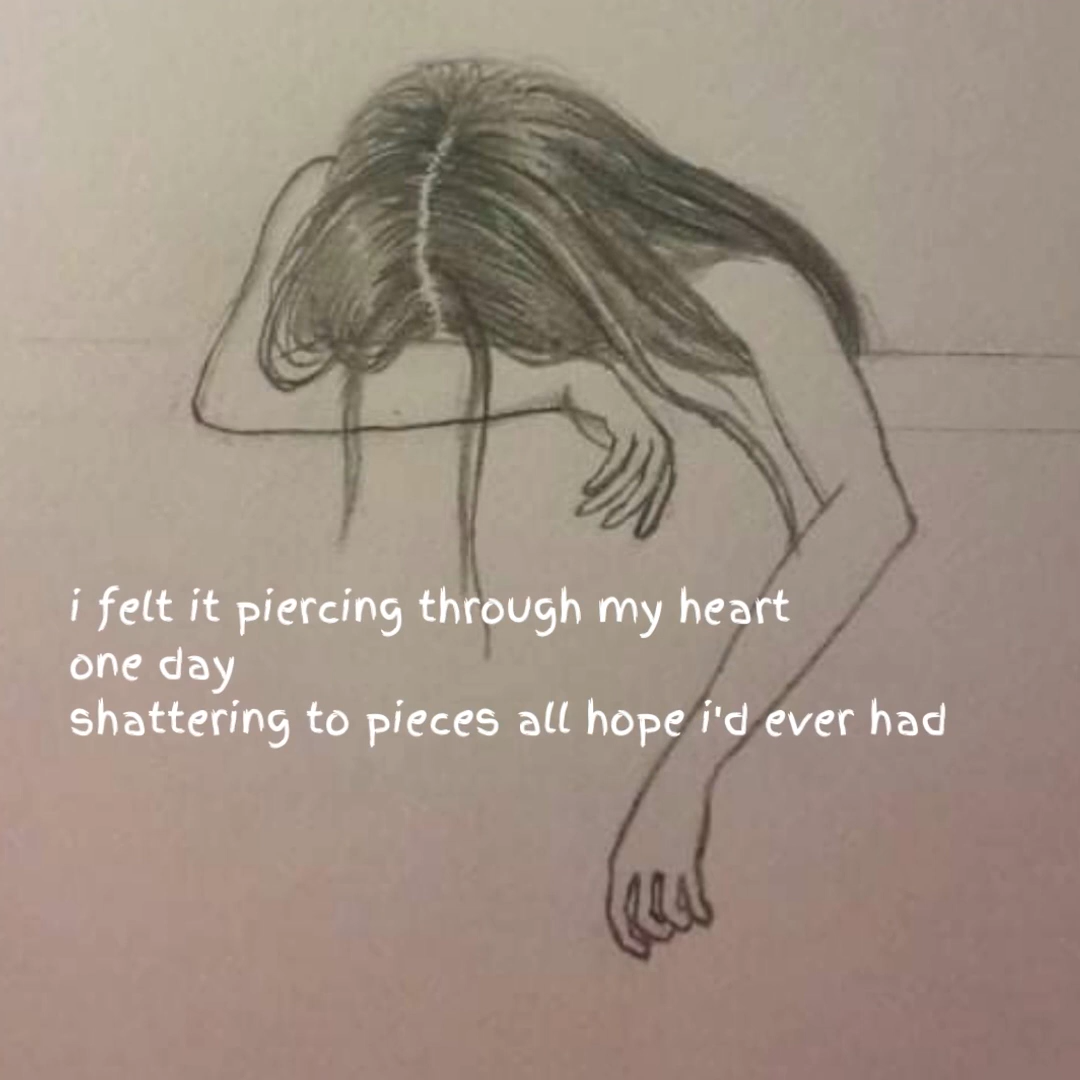 i felt it piercing through my heart
one day
shattering to pieces all hope i'd ever had